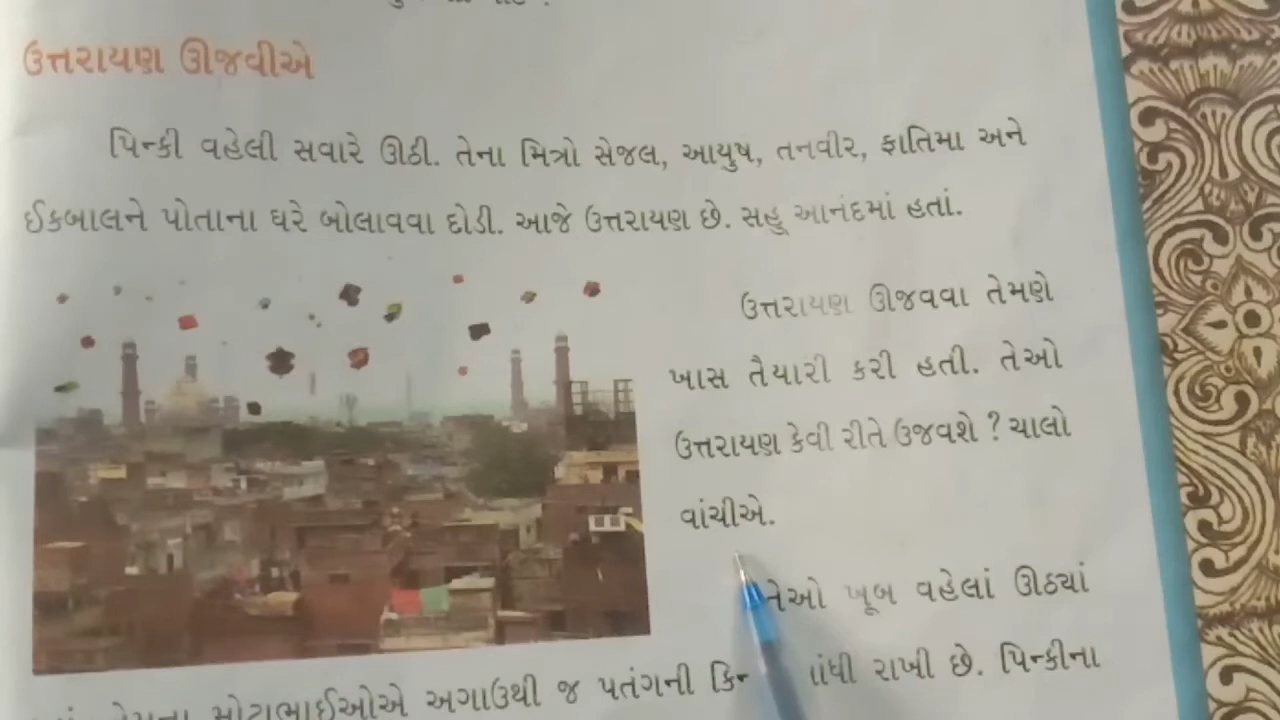 ઉત્તરાયણ ઊજવીએ
પિન્કી વહેલી સવારે ઊઠી. તેના મિત્રો સેજલ, આયુષ, તનવીર, ફાતિમા અને
ઈકબાલને પોતાના ઘરે બોલાવવા દોડી. આજે ઉત્તરાયણ છે. સહુ આનંદમાં હતાં.
ઉત્તરાયણ ઊજવવા તેમણે
ખાસ તૈયારી કરી હતી. તેઓ
ઉત્તરાયણ કેવી રીતે ઉજવશે ? ચાલો
વાંચીએ.
તેઓ ખૂબ વહેલાં ઊઠ્યાં
મોટાભાઈઓએ અગાઉથી જ પતંગની રાખી છે. પિન્કીના